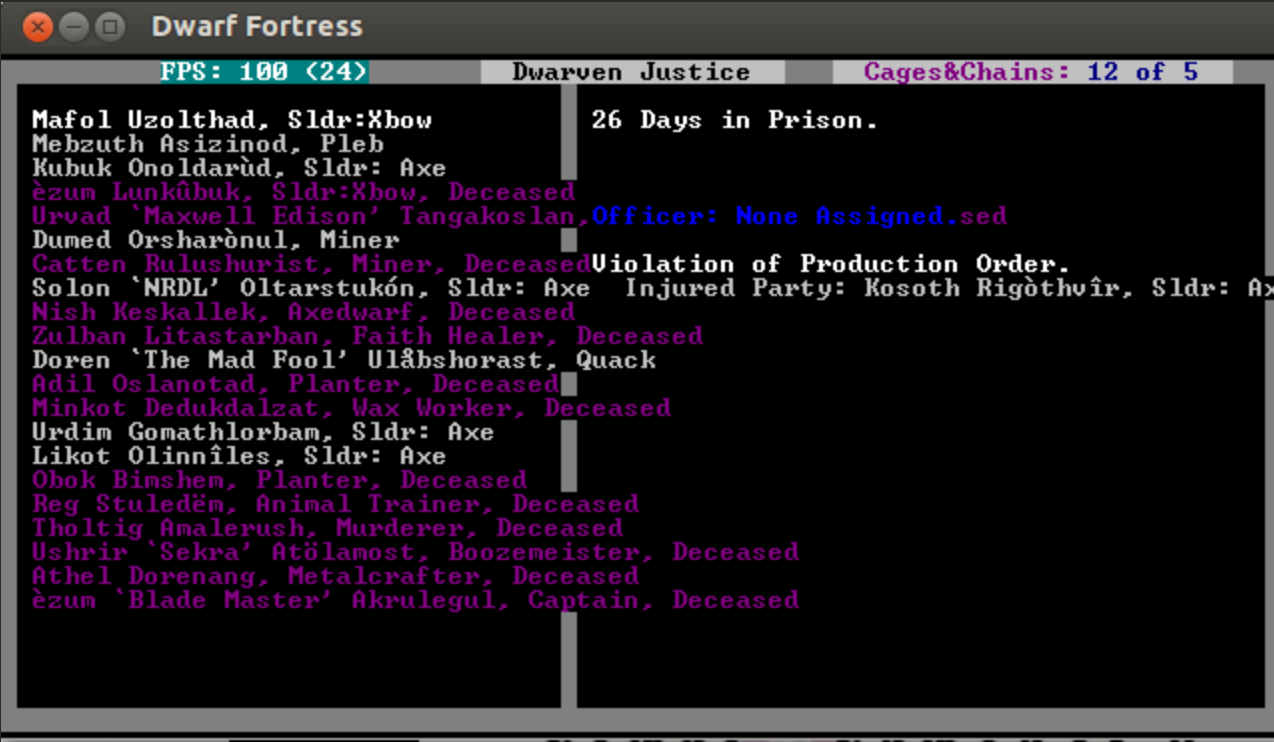 Dwarf Fortress
FPS: 100 (24) Dwarven Justice Cages&Chains: 12 of 5
Mafol Uzolthad, Sldr:Xbow 26 Days in Prison.
Mebzuth Asizinod, Pleb
Kubuk Onoldarùd, Sldr: Axe
èzum Lunkûbuk, Sldr:Xbow, Deceased
Urvad `Maxwell Edison' Tangakoslan,Officer: None Assigned.sed
Dumed Orsharònul, Miner
Catten Rulushurist, Miner, DeceasedViolation of Production Order.
Solon `NRDL' Oltarstukón, Sldr: Axe Injured Party: Kosoth Rigòthvîr, Sldr: Ax
Nish Keskallek, Axedwarf, Deceased
Zulban Litastarban, Faith Healer, Deceased
Doren `The Mad Fool' Ulåbshorast, Quack
Adil Oslanotad, Planter, Deceased
Minkot Dedukdalzat, Wax Worker, Deceased
Urdim Gomathlorbam, Sldr: Axe
Likot Olinnîles, Sldr: Axe
Obok Bimshem, Planter, Deceased
Reg Stuledëm, Animal Trainer, Deceased
Tholtig Amalerush, Murderer, Deceased
Ushrir `Sekra' Atölamost, Boozemeister, Deceased
Athel Dorenang, Metalcrafter, Deceased
èzum `Blade Master' Akrulegul, Captain, Deceased